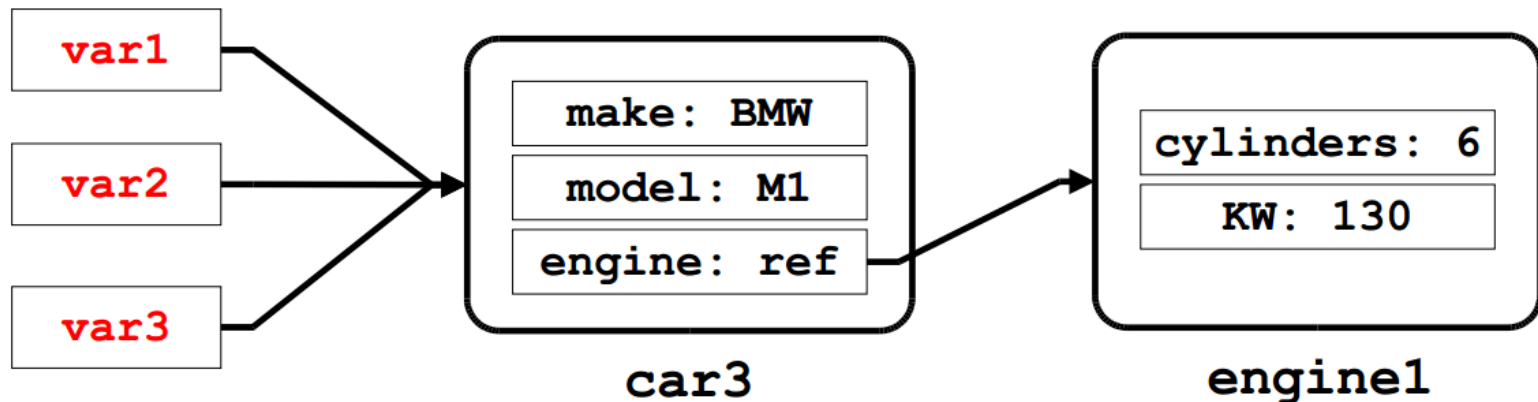 var1
var2
var3
make: BMW
model: M1
engine: ref
car3
cylinders: 6
KW: 130
engine1